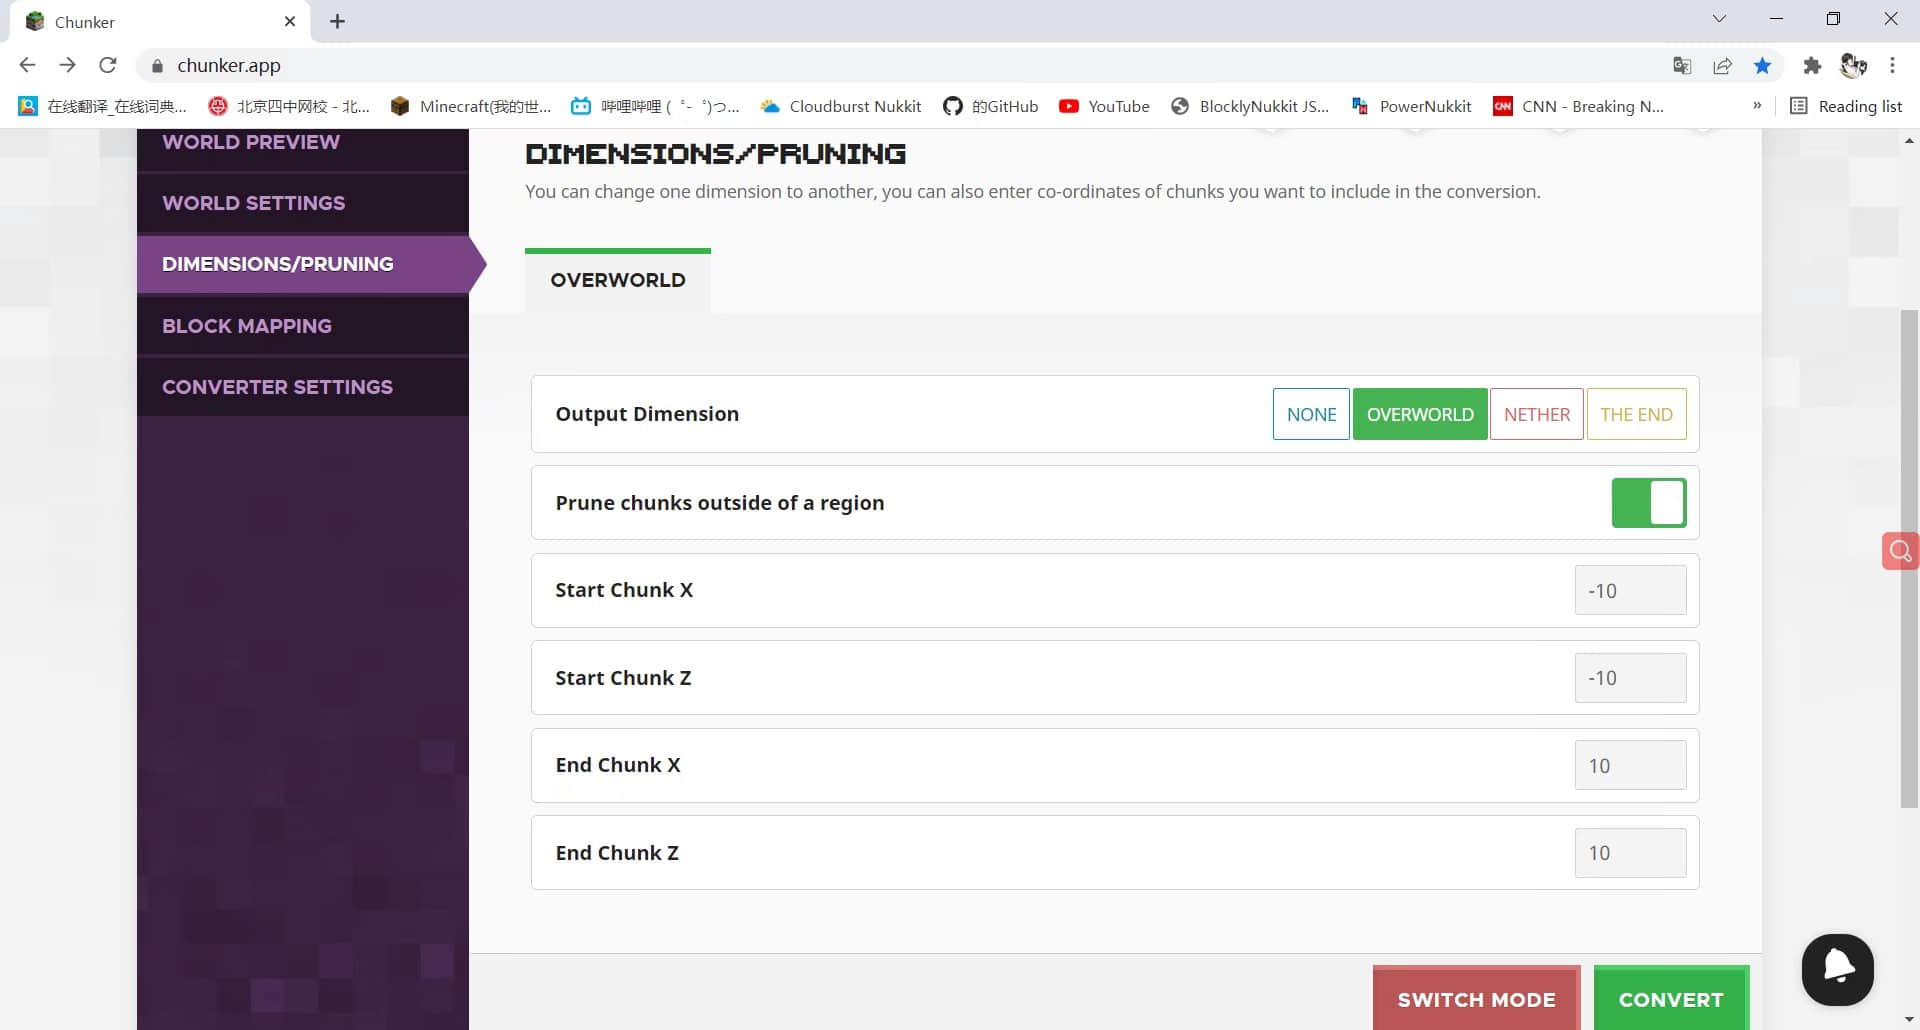 Chunker
chunker.app
在线翻译_在线词典... 北京四中网校 - 北... Minecraft(我的世... 哔哩哔哩 ( ゜- ゜)つ... Cloudburst Nukkit 的GitHub YouTube BlocklyNukkit JS... PowerNukkit CNN - Breaking N... » Reading list
WORLD PREVIEW
WORLD SETTINGS
DIMENSIONS/PRUNING
BLOCK MAPPING
CONVERTER SETTINGS
DIMENSIONS/PRUNING
You can change one dimension to another, you can also enter co-ordinates of chunks you want to include in the conversion.
OVERWORLD
Output Dimension NONE OVERWORLD NETHER THE END
Prune chunks outside of a region
Start Chunk X -10
Start Chunk Z -10
End Chunk X 10
End Chunk Z 10
SWITCH MODE CONVERT